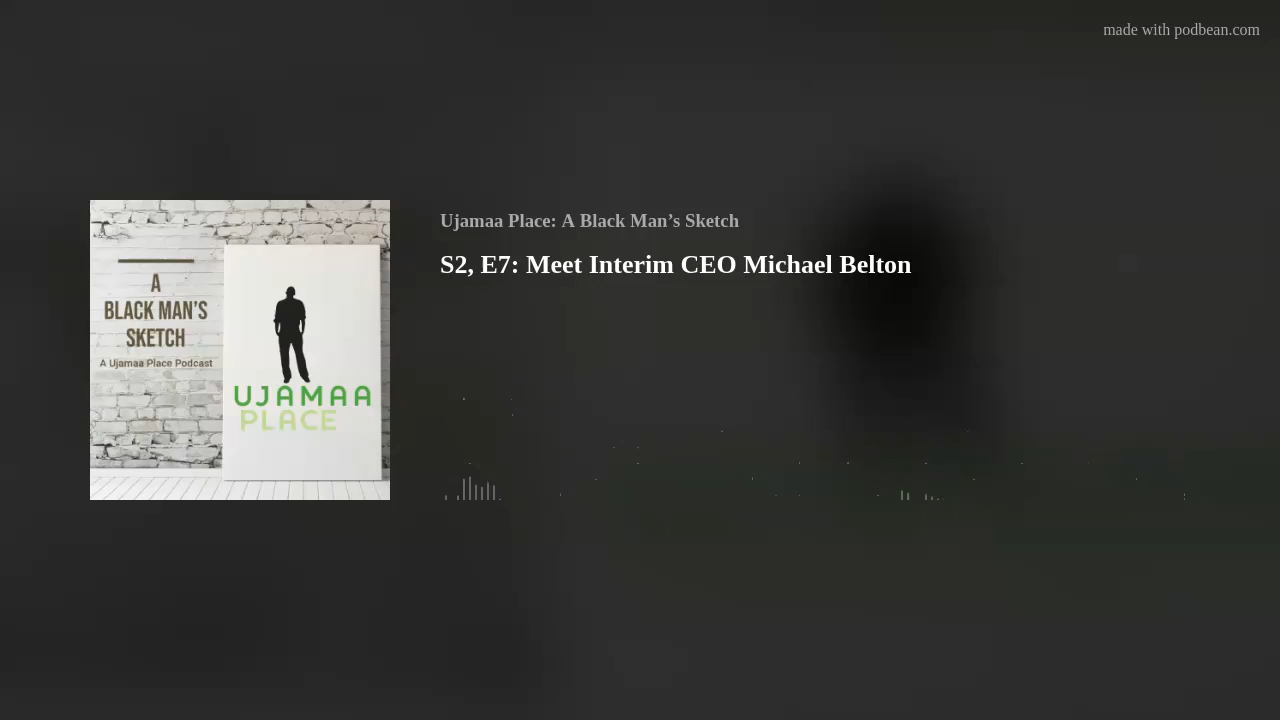 made with podbean.com
Ujamaa Place: A Black Man’s Sketch
S2, E7: Meet Interim CEO Michael Belton
A
BLACK MAN’S
SKETCH
A Ujamaa Place Podcast
UJAMAA
PLACE